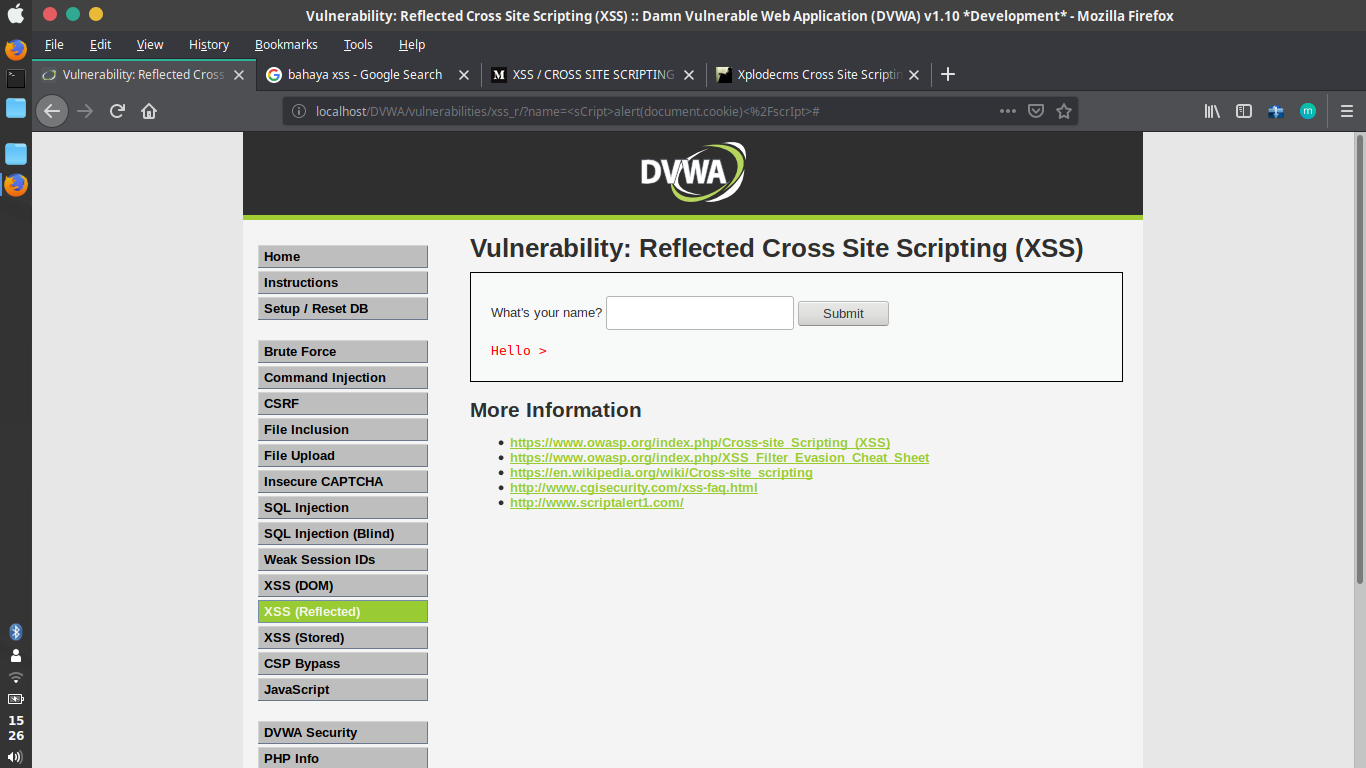 Vulnerability: Reflected Cross Site Scripting (XSS) :: Damn Vulnerable Web Application (DVWA) v1.10 *Development* - Mozilla Firefox
File Edit View History Bookmarks Tools Help
Vulnerability: Reflected Cross bahaya xss - Google Search M XSS / CROSS SITE SCRIPTING Xplodecms Cross Site Scriptin
localhost/DVWA/vulnerabilities/xss_r/?name=<sCript>alert(document.cookie)<%2FscrIpt># m
DVWA
Home
Instructions
Setup / Reset DB
Brute Force
Command Injection
CSRF
File Inclusion
File Upload
Insecure CAPTCHA
SQL Injection
SQL Injection (Blind)
Weak Session IDs
XSS (DOM)
XSS (Reflected)
XSS (Stored)
CSP Bypass
JavaScript
DVWA Security
PHP Info
Vulnerability: Reflected Cross Site Scripting (XSS)
What's your name? Submit
Hello >
More Information
https://www.owasp.org/index.php/Cross-site_Scripting_(XSS)
https://www.owasp.org/index.php/XSS_Filter_Evasion_Cheat_Sheet
https://en.wikipedia.org/wiki/Cross-site_scripting
http://www.cgisecurity.com/xss-faq.html
http://www.scriptalert1.com/
15
26